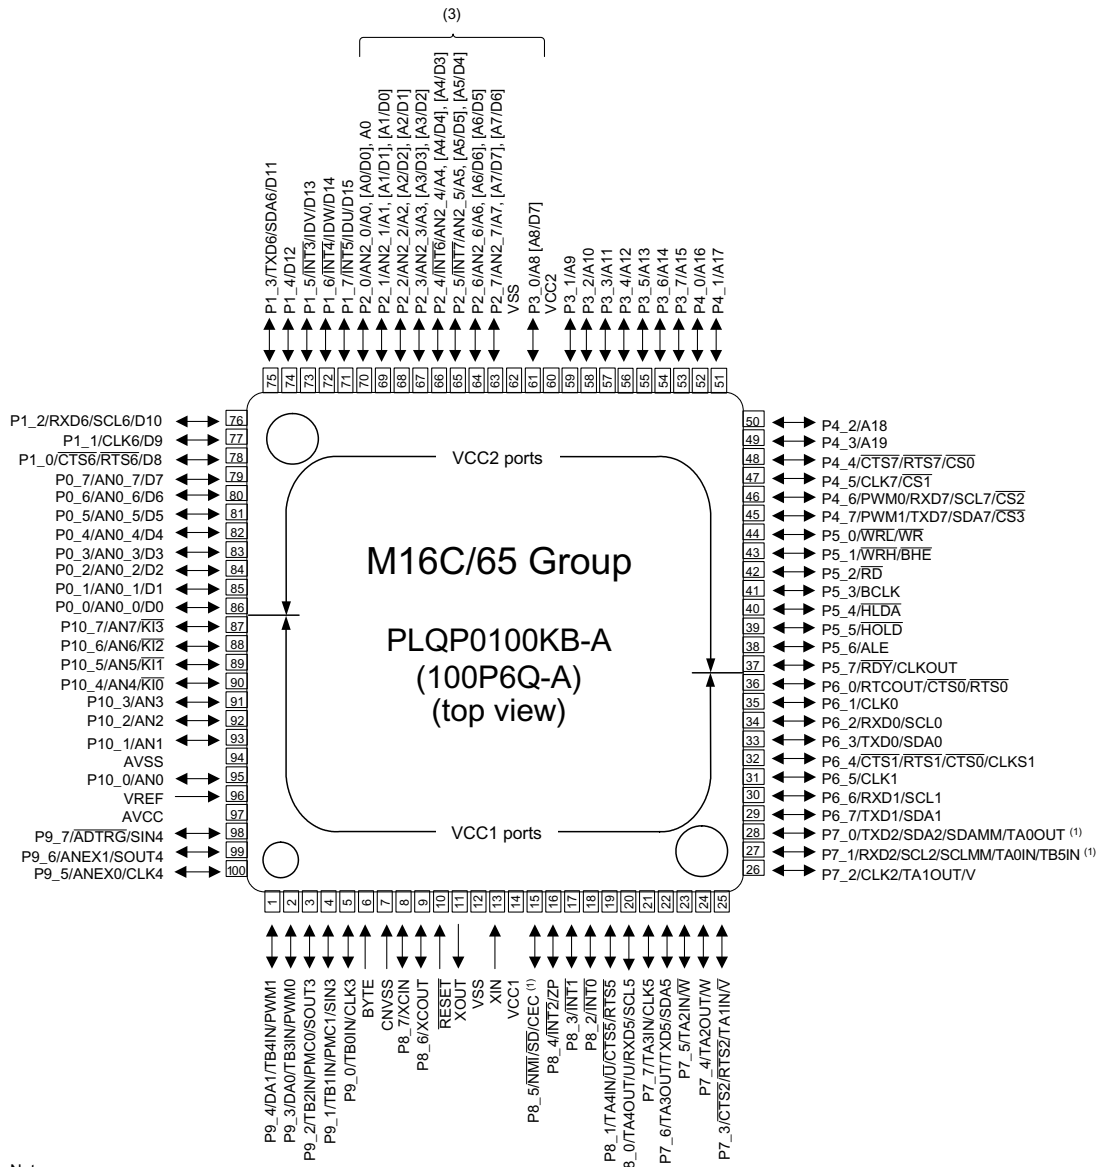 (3)
P1_3/TXD6/SDA6/D11
P1_4/D12
P1_5/INT3/IDV/D13
P1_6/INT4/IDW/D14
P1_7/INT5/IDU/D15
P2_0/AN2_0/A0, [A0/D0], A0
P2_1/AN2_1/A1, [A1/D1], [A1/D0]
P2_2/AN2_2/A2, [A2/D2], [A2/D1]
P2_3/AN2_3/A3, [A3/D3], [A3/D2]
P2_4/INT6/AN2_4/A4, [A4/D4], [A4/D3]
P2_5/INT7/AN2_5/A5, [A5/D5], [A5/D4]
P2_6/AN2_6/A6, [A6/D6], [A6/D5]
P2_7/AN2_7/A7, [A7/D7], [A7/D6]
VSS
P3_0/A8 [A8/D7]
VCC2
P3_1/A9
P3_2/A10
P3_3/A11
P3_4/A12
P3_5/A13
P3_6/A14
P3_7/A15
P4_0/A16
P4_1/A17
75 74 73 72 71 70 69 68 67 66 65 64 63 62 61 60 59 58 57 56 55 54 53 52 51
P1_2/RXD6/SCL6/D10 76
P1_1/CLK6/D9 77
P1_0/CTS6/RTS6/D8 78
P0_7/AN0_7/D7 79
P0_6/AN0_6/D6 80
P0_5/AN0_5/D5 81
P0_4/AN0_4/D4 82
P0_3/AN0_3/D3 83
P0_2/AN0_2/D2 84
P0_1/AN0_1/D1 85
P0_0/AN0_0/D0 86
P10_7/AN7/KI3 87
P10_6/AN6/KI2 88
P10_5/AN5/KI1 89
P10_4/AN4/KI0 90
P10_3/AN3 91
P10_2/AN2 92
P10_1/AN1 93
AVSS 94
P10_0/AN0 95
VREF 96
AVCC 97
P9_7/ADTRG/SIN4 98
P9_6/ANEX1/SOUT4 99
P9_5/ANEX0/CLK4 100
VCC2 ports
M16C/65 Group
PLQP0100KB-A
(100P6Q-A)
(top view)
VCC1 ports
50 P4_2/A18
49 P4_3/A19
48 P4_4/CTS7/RTS7/CS0
47 P4_5/CLK7/CS1
46 P4_6/PWM0/RXD7/SCL7/CS2
45 P4_7/PWM1/TXD7/SDA7/CS3
44 P5_0/WRL/WR
43 P5_1/WRH/BHE
42 P5_2/RD
41 P5_3/BCLK
40 P5_4/HLDA
39 P5_5/HOLD
38 P5_6/ALE
37 P5_7/RDY/CLKOUT
36 P6_0/RTCOUT/CTS0/RTS0
35 P6_1/CLK0
34 P6_2/RXD0/SCL0
33 P6_3/TXD0/SDA0
32 P6_4/CTS1/RTS1/CTS0/CLKS1
31 P6_5/CLK1
30 P6_6/RXD1/SCL1
29 P6_7/TXD1/SDA1
28 P7_0/TXD2/SDA2/SDAMM/TA0OUT (1)
27 P7_1/RXD2/SCL2/SCLMM/TA0IN/TB5IN (1)
26 P7_2/CLK2/TA1OUT/V
1 2 3 4 5 6 7 8 9 10 11 12 13 14 15 16 17 18 19 20 21 22 23 24 25
P9_4/DA1/TB4IN/PWM1
P9_3/DA0/TB3IN/PWM0
P9_2/TB2IN/PMC0/SOUT3
P9_1/TB1IN/PMC1/SIN3
P9_0/TB0IN/CLK3
BYTE
CNVSS
P8_7/XCIN
P8_6/XCOUT
RESET
XOUT
VSS
XIN
VCC1
P8_5/NMI/SD/CEC (1)
P8_4/INT2/ZP
P8_3/INT1
P8_2/INT0
P8_1/TA4IN/U/CTS5/RTS5
8_0/TA4OUT/U/RXD5/SCL5
P7_7/TA3IN/CLK5
P7_6/TA3OUT/TXD5/SDA5
P7_5/TA2IN/W
P7_4/TA2OUT/W
P7_3/CTS2/RTS2/TA1IN/V